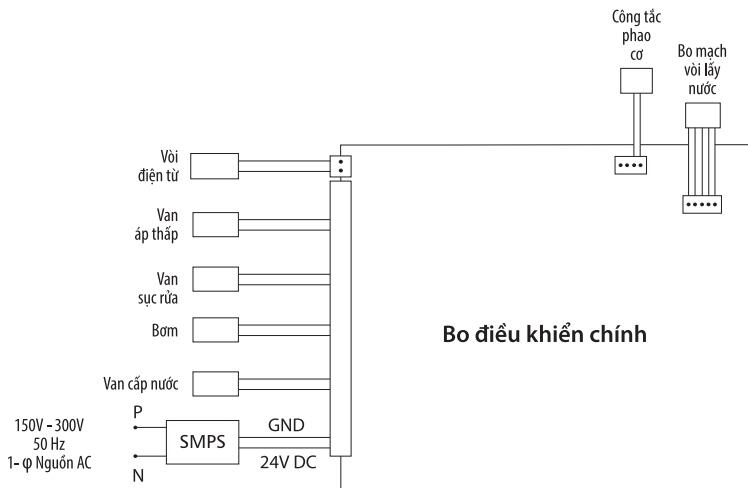 Công tắc
phao
cơ
Bo mạch
vòi lấy
nước
Vòi
điện từ
Van
áp thấp
Van
sục rửa
Bơm
Bo điều khiển chính
Van cấp nước
P
150V - 300V
50 Hz
1- φ Nguồn AC
N
SMPS
GND
24V DC